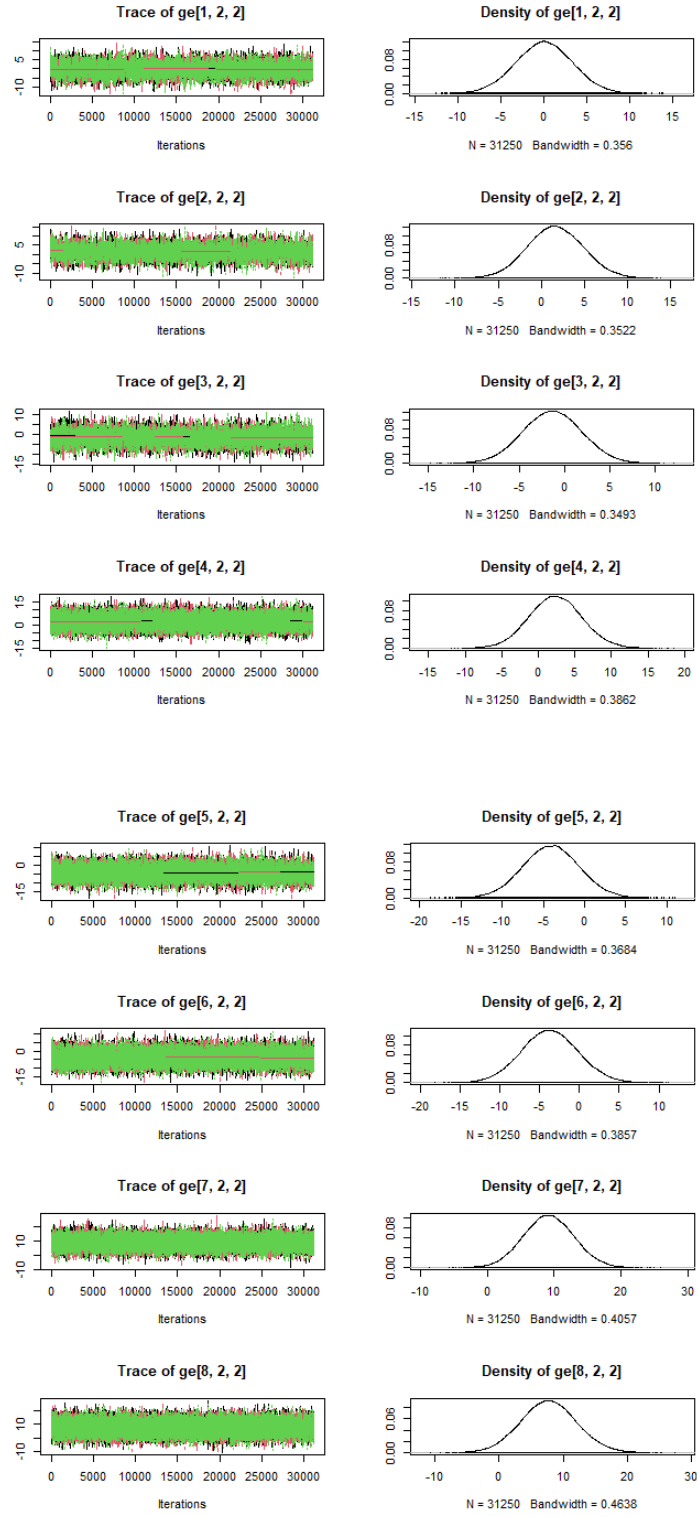 Trace of ge[1, 2, 2]
5
-10
0 5000 10000 15000 20000 25000 30000
Iterations
Density of ge[1, 2, 2]
0.08
0.00
-15 -10 -5 0 5 10 15
N = 31250 Bandwidth = 0.356
Trace of ge[2, 2, 2]
5
-10
0 5000 10000 15000 20000 25000 30000
Iterations
Density of ge[2, 2, 2]
0.08
0.00
-15 -10 -5 0 5 10 15
N = 31250 Bandwidth = 0.3522
Trace of ge[3, 2, 2]
10
0
-15
0 5000 10000 15000 20000 25000 30000
Iterations
Density of ge[3, 2, 2]
0.08
0.00
-15 -10 -5 0 5 10
N = 31250 Bandwidth = 0.3493
Trace of ge[4, 2, 2]
15
0
-15
0 5000 10000 15000 20000 25000 30000
Iterations
Density of ge[4, 2, 2]
0.08
0.00
-15 -10 -5 0 5 10 15 20
N = 31250 Bandwidth = 0.3862
Trace of ge[5, 2, 2]
0
-15
0 5000 10000 15000 20000 25000 30000
Iterations
Density of ge[5, 2, 2]
0.08
0.00
-20 -15 -10 -5 0 5 10
N = 31250 Bandwidth = 0.3684
Trace of ge[6, 2, 2]
0
-15
0 5000 10000 15000 20000 25000 30000
Iterations
Density of ge[6, 2, 2]
0.08
0.00
-20 -15 -10 -5 0 5 10
N = 31250 Bandwidth = 0.3857
Trace of ge[7, 2, 2]
10
-10
0 5000 10000 15000 20000 25000 30000
Iterations
Density of ge[7, 2, 2]
0.08
0.00
-10 0 10 20 30
N = 31250 Bandwidth = 0.4057
Trace of ge[8, 2, 2]
10
-10
0 5000 10000 15000 20000 25000 30000
Iterations
Density of ge[8, 2, 2]
0.06
0.00
-10 0 10 20 30
N = 31250 Bandwidth = 0.4638